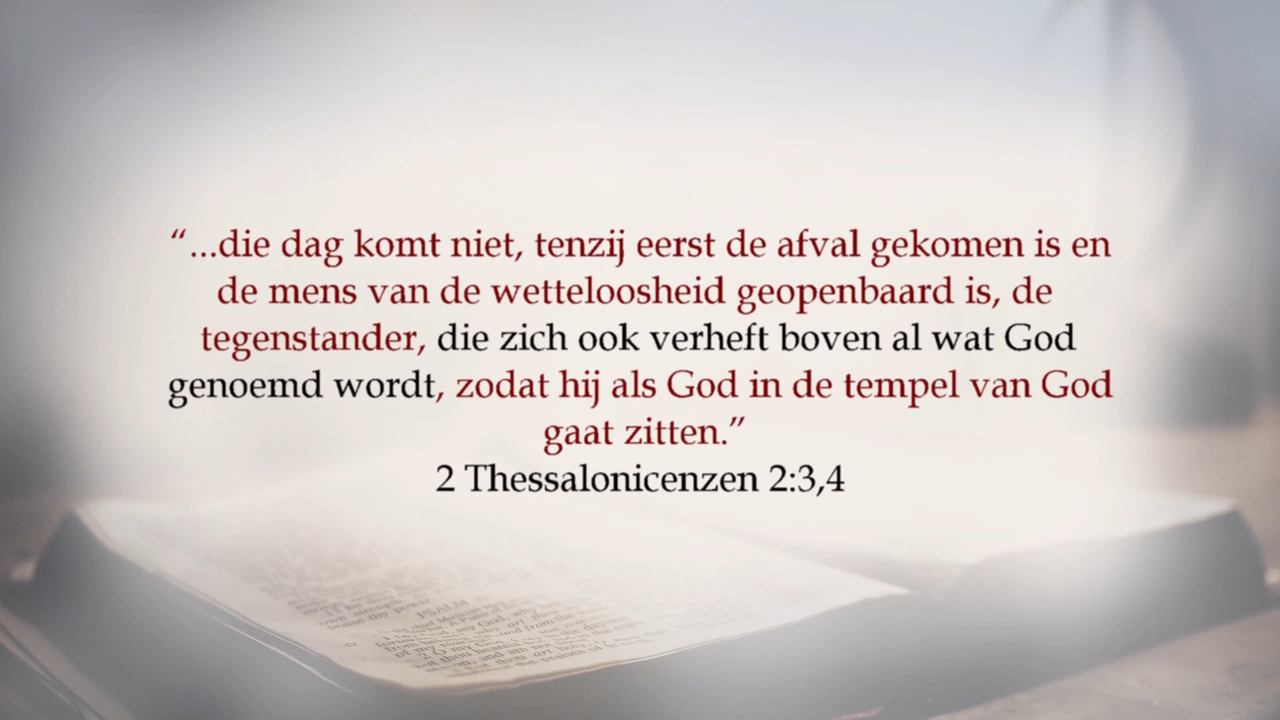 “...die dag komt niet, tenzij eerst de afval gekomen is en
de mens van de wetteloosheid geopenbaard is, de
tegenstander, die zich ook verheft boven al wat God
genoemd wordt, zodat hij als God in de tempel van God
gaat zitten.”
2 Thessalonicenzen 2:3,4
PSALM